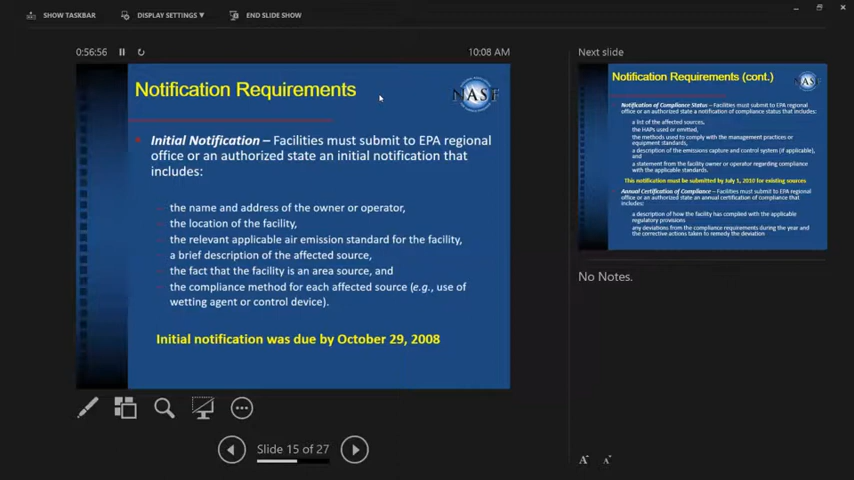 SHOW TASKBAR
DISPLAY SETTINGS ▼
END SLIDE SHOW
0:56:56
10:08 AM
Notification Requirements
NASF
Initial Notification – Facilities must submit to EPA regional
office or an authorized state an initial notification that
includes:
– the name and address of the owner or operator,
– the location of the facility,
– the relevant applicable air emission standard for the facility,
– a brief description of the affected source,
– the fact that the facility is an area source, and
– the compliance method for each affected source (e.g., use of
wetting agent or control device).
Initial notification was due by October 29, 2008
Slide 15 of 27
Next slide
Notification Requirements (cont.)
NASF
Notification of Compliance Status – Facilities must submit to EPA regional
office or an authorized state a notification of compliance status that includes:
a list of the affected sources,
the HAPs used or emitted,
the methods used to comply with the management practices or
equipment standards,
a description of the emissions capture and control system (if applicable),
and
a statement from the facility owner or operator regarding compliance
with the applicable standards.
This notification must be submitted by July 1, 2010 for existing sources
Annual Certification of Compliance – Facilities must submit to EPA regional
office or an authorized state an annual certification of compliance that
includes:
a description of how the facility has complied with the applicable
regulatory provisions
any deviations from the compliance requirements during the year and
the corrective actions taken to remedy the deviation
No Notes.
A A